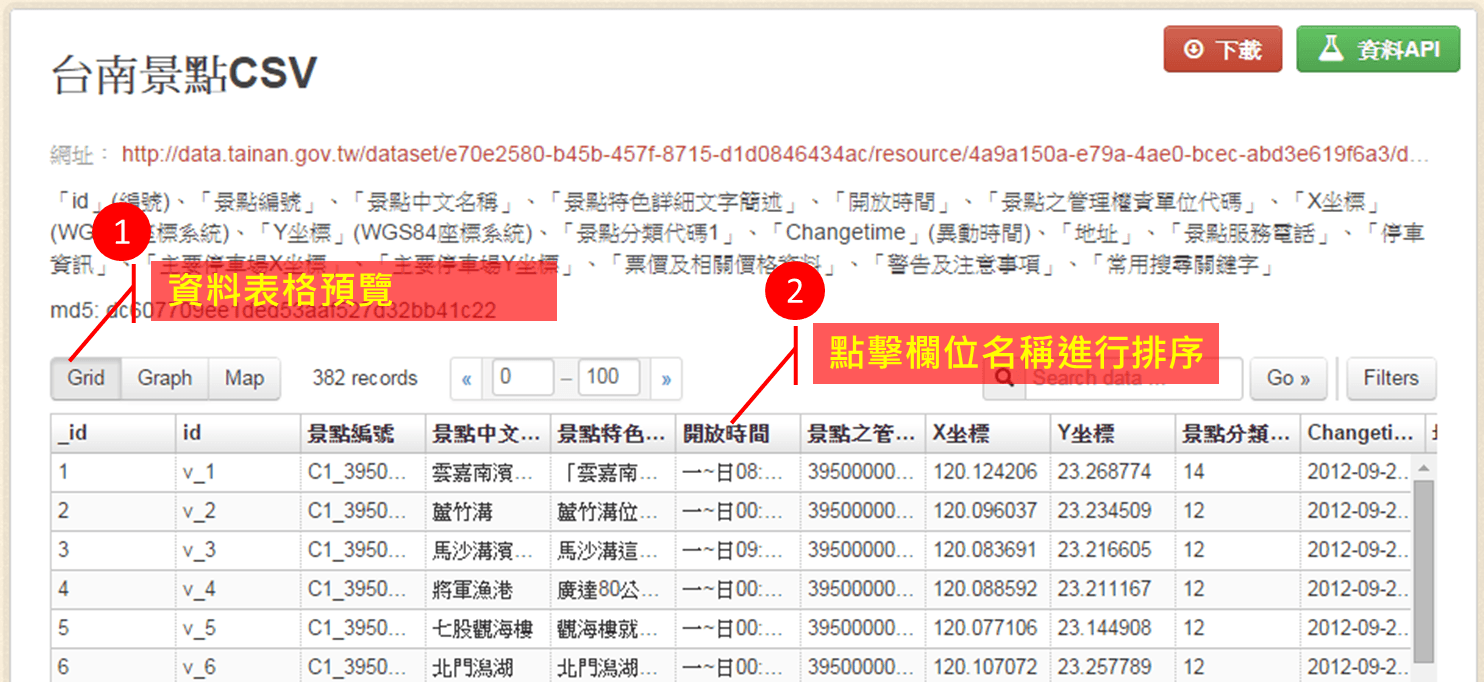 台南景點CSV
下載
資料API
網址： http://data.tainan.gov.tw/dataset/e70e2580-b45b-457f-8715-d1d0846434ac/resource/4a9a150a-e79a-4ae0-bcec-abd3e619f6a3/d...
「id」(編號)、「景點編號」、「景點中文名稱」、「景點特色詳細文字簡述」、「開放時間」、「景點之管理權責單位代碼」、「X坐標」
(WG 座標系統)、「Y坐標」(WGS84座標系統)、「景點分類代碼1」、「Changetime」(異動時間)、「地址」、「景點服務電話」、「停車
資訊」、「主要停車場X坐標」、「主要停車場Y坐標」、「票價及相關價格資料」、「警告及注意事項」、「常用搜尋關鍵字」
1
資料表格預覽
md5: dc607709ee1ded53aaf527d32bb41c22
2
點擊欄位名稱進行排序
Grid Graph Map 382 records « 0 – 100 » Search data ... Go » Filters
_id id 景點編號 景點中文... 景點特色... 開放時間 景點之管... X坐標 Y坐標 景點分類... Changeti...
1 v_1 C1_3950... 雲嘉南濱... 「雲嘉南... 一~日08:... 39500000... 120.124206 23.268774 14 2012-09-2..
2 v_2 C1_3950... 蘆竹溝 蘆竹溝位... 一~日00:... 39500000... 120.096037 23.234509 12 2012-09-2..
3 v_3 C1_3950... 馬沙溝濱... 馬沙溝這... 一~日09:... 39500000... 120.083691 23.216605 12 2012-09-2..
4 v_4 C1_3950... 將軍漁港 廣達80公... 一~日00:... 39500000... 120.088592 23.211167 12 2012-09-2..
5 v_5 C1_3950... 七股觀海樓 觀海樓就... 一~日00:... 39500000... 120.077106 23.144908 12 2012-09-2..
6 v_6 C1_3950... 北門潟湖 北門潟湖... 一~日00:... 39500000... 120.107072 23.257789 12 2012-09-2..